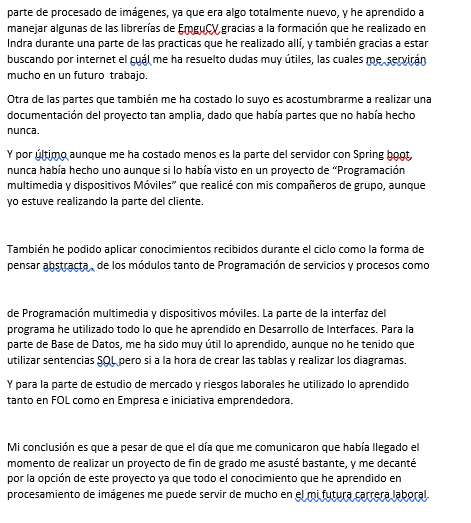 parte de procesado de imágenes, ya que era algo totalmente nuevo, y he aprendido a
manejar algunas de las librerías de EmguCV gracias a la formación que he realizado en
Indra durante una parte de las practicas que he realizado allí, y también gracias a estar
buscando por internet el cuál me ha resuelto dudas muy útiles, las cuales me servirán
mucho en un futuro  trabajo.
Otra de las partes que también me ha costado lo suyo es acostumbrarme a realizar una
documentación del proyecto tan amplia, dado que había partes que no había hecho
nunca.
Y por último aunque me ha costado menos es la parte del servidor con Spring boot,
nunca había hecho uno aunque si lo había visto en un proyecto de “Programación
multimedia y dispositivos Móviles” que realicé con mis compañeros de grupo, aunque
yo estuve realizando la parte del cliente.
También he podido aplicar conocimientos recibidos durante el ciclo como la forma de
pensar abstracta , de los módulos tanto de Programación de servicios y procesos como
de Programación multimedia y dispositivos móviles. La parte de la interfaz del
programa he utilizado todo lo que he aprendido en Desarrollo de Interfaces. Para la
parte de Base de Datos, me ha sido muy útil lo aprendido, aunque no he tenido que
utilizar sentencias SQL pero si a la hora de crear las tablas y realizar los diagramas.
Y para la parte de estudio de mercado y riesgos laborales he utilizado lo aprendido
tanto en FOL como en Empresa e iniciativa emprendedora.
Mi conclusión es que a pesar de que el día que me comunicaron que había llegado el
momento de realizar un proyecto de fin de grado me asusté bastante, y me decanté
por la opción de este proyecto ya que todo el conocimiento que he aprendido en
procesamiento de imágenes me puede servir de mucho en el mi futura carrera laboral.